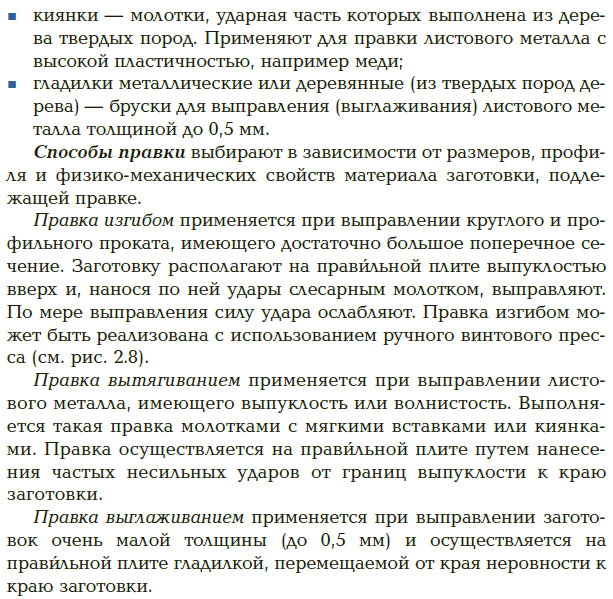 ▪ киянки — молотки, ударная часть которых выполнена из дере-
ва твердых пород. Применяют для правки листового металла с
высокой пластичностью, например меди;
▪ гладилки металлические или деревянные (из твердых пород де-
рева) — бруски для выправления (выглаживания) листового ме-
талла толщиной до 0,5 мм.
Способы правки выбирают в зависимости от размеров, профи-
ля и физико-механических свойств материала заготовки, подле-
жащей правке.
Правка изгибом применяется при выправлении круглого и про-
фильного проката, имеющего достаточно большое поперечное се-
чение. Заготовку располагают на прави́льной плите выпуклостью
вверх и, нанося по ней удары слесарным молотком, выправляют.
По мере выправления силу удара ослабляют. Правка изгибом мо-
жет быть реализована с использованием ручного винтового прес-
са (см. рис. 2.8).
Правка вытягиванием применяется при выправлении листо-
вого металла, имеющего выпуклость или волнистость. Выполня-
ется такая правка молотками с мягкими вставками или киянка-
ми. Правка осуществляется на прави́льной плите путем нанесе-
ния частых несильных ударов от границ выпуклости к краю
заготовки.
Правка выглаживанием применяется при выправлении загото-
вок очень малой толщины (до 0,5 мм) и осуществляется на
прави́льной плите гладилкой, перемещаемой от края неровности к
краю заготовки.